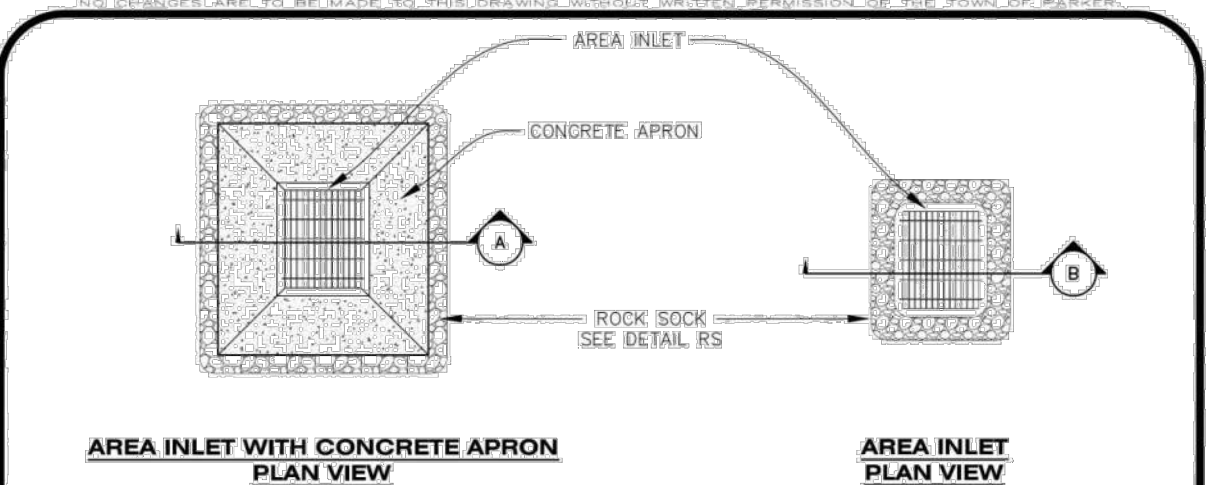 NO CHANGES ARE TO BE MADE TO THIS DRAWING WITHOUT WRITTEN PERMISSION OF THE TOWN OF PARKER.
AREA INLET
CONCRETE APRON
A
B
ROCK SOCK
SEE DETAIL RS
AREA INLET WITH CONCRETE APRON
PLAN VIEW
AREA INLET
PLAN VIEW